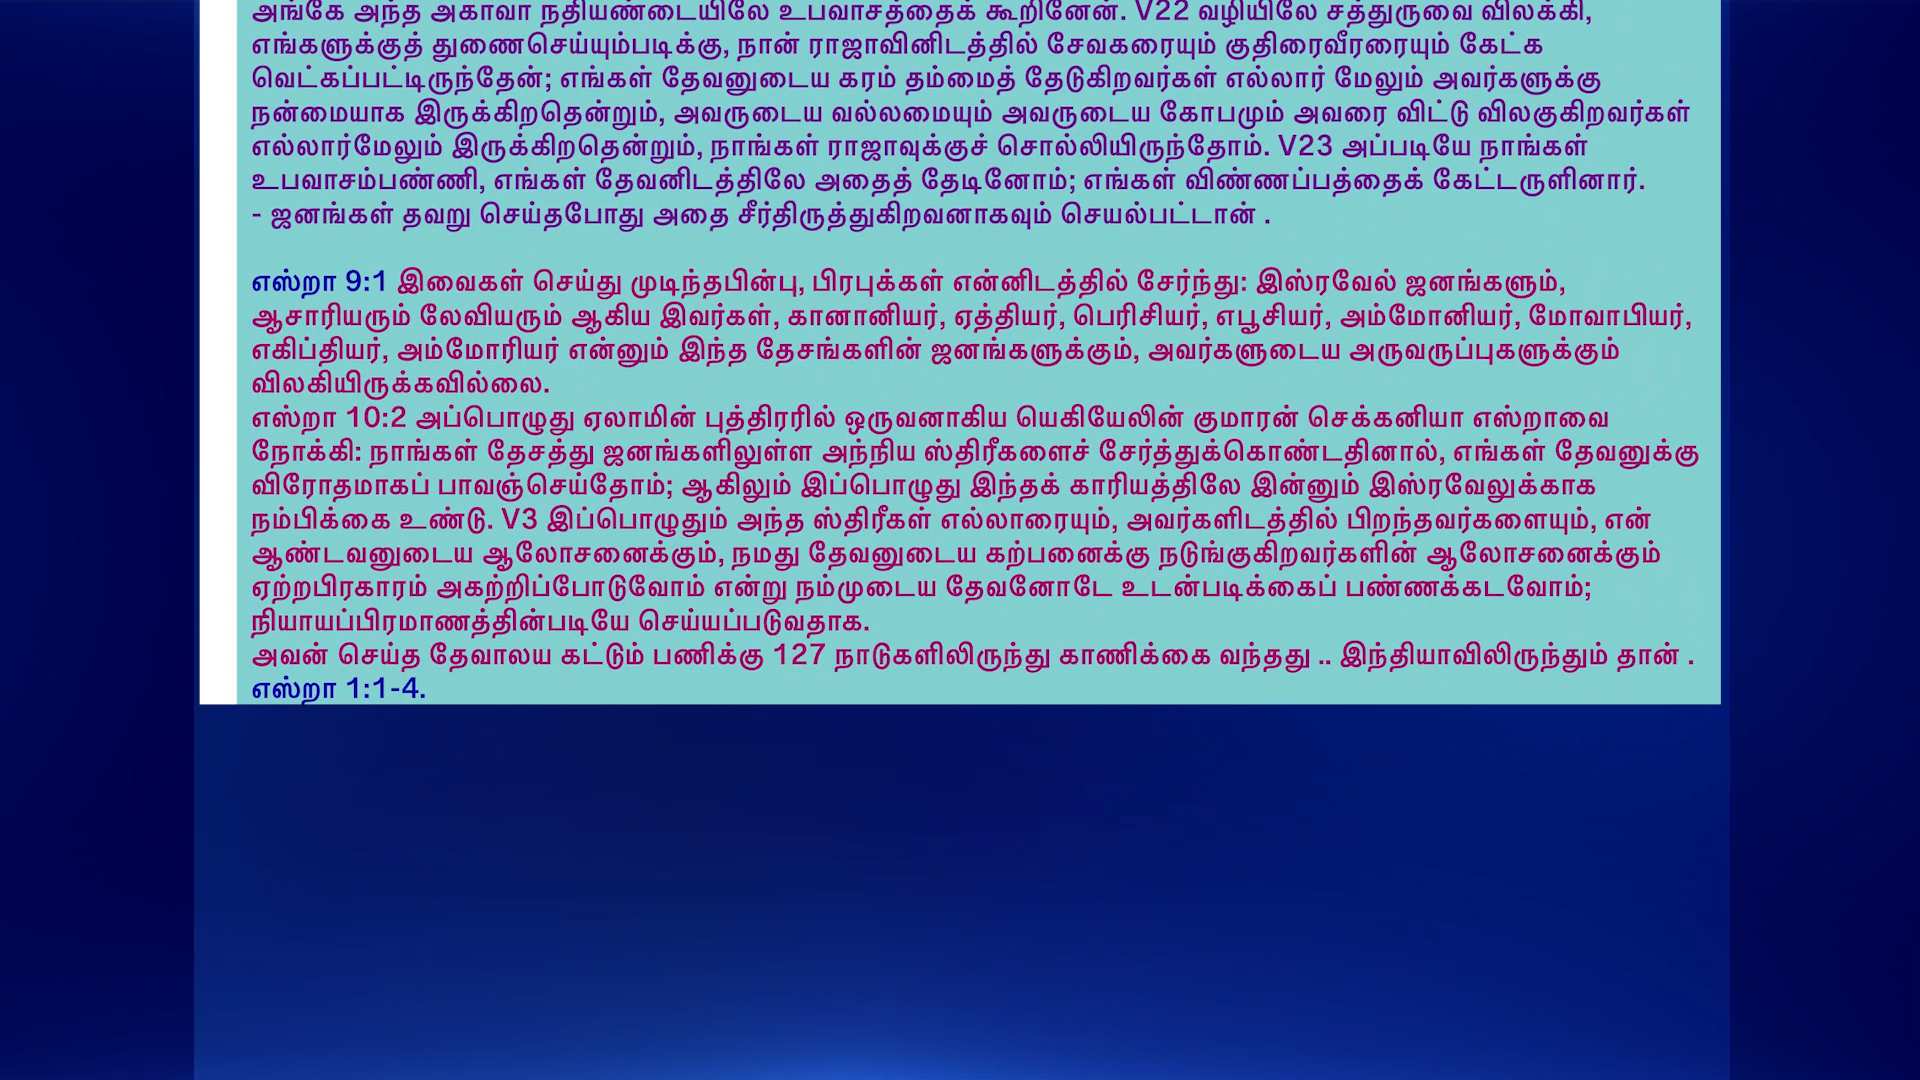 அங்கே அந்த அகாவா நதியண்டையிலே உபவாசத்தைக் கூறினேன். V22 வழியிலே சத்துருவை விலக்கி,
எங்களுக்குத் துணைசெய்யும்படிக்கு, நான் ராஜாவினிடத்தில் சேவகரையும் குதிரைவீரரையும் கேட்க
வெட்கப்பட்டிருந்தேன்; எங்கள் தேவனுடைய கரம் தம்மைத் தேடுகிறவர்கள் எல்லார் மேலும் அவர்களுக்கு
நன்மையாக இருக்கிறதென்றும், அவருடைய வல்லமையும் அவருடைய கோபமும் அவரை விட்டு விலகுகிறவர்கள்
எல்லார்மேலும் இருக்கிறதென்றும், நாங்கள் ராஜாவுக்குச் சொல்லியிருந்தோம். V23 அப்படியே நாங்கள்
உபவாசம்பண்ணி, எங்கள் தேவனிடத்திலே அதைத் தேடினோம்; எங்கள் விண்ணப்பத்தைக் கேட்டருளினார்.
- ஜனங்கள் தவறு செய்தபோது அதை சீர்திருத்துகிறவனாகவும் செயல்பட்டான் .
எஸ்றா 9:1 இவைகள் செய்து முடிந்தபின்பு, பிரபுக்கள் என்னிடத்தில் சேர்ந்து: இஸ்ரவேல் ஜனங்களும்,
ஆசாரியரும் லேவியரும் ஆகிய இவர்கள், கானானியர், ஏத்தியர், பெரிசியர், எபூசியர், அம்மோனியர், மோவாபியர்,
எகிப்தியர், அம்மோரியர் என்னும் இந்த தேசங்களின் ஜனங்களுக்கும், அவர்களுடைய அருவருப்புகளுக்கும்
விலகியிருக்கவில்லை.
எஸ்றா 10:2 அப்பொழுது ஏலாமின் புத்திரரில் ஒருவனாகிய யெகியேலின் குமாரன் செக்கனியா எஸ்றாவை
நோக்கி: நாங்கள் தேசத்து ஜனங்களிலுள்ள அந்நிய ஸ்திரீகளைச் சேர்த்துக்கொண்டதினால், எங்கள் தேவனுக்கு
விரோதமாகப் பாவஞ்செய்தோம்; ஆகிலும் இப்பொழுது இந்தக் காரியத்திலே இன்னும் இஸ்ரவேலுக்காக
நம்பிக்கை உண்டு. V3 இப்பொழுதும் அந்த ஸ்திரீகள் எல்லாரையும், அவர்களிடத்தில் பிறந்தவர்களையும், என்
ஆண்டவனுடைய ஆலோசனைக்கும், நமது தேவனுடைய கற்பனைக்கு நடுங்குகிறவர்களின் ஆலோசனைக்கும்
ஏற்றபிரகாரம் அகற்றிப்போடுவோம் என்று நம்முடைய தேவனோடே உடன்படிக்கைப் பண்ணக்கடவோம்;
நியாயப்பிரமாணத்தின்படியே செய்யப்படுவதாக.
அவன் செய்த தேவாலய கட்டும் பணிக்கு 127 நாடுகளிலிருந்து காணிக்கை வந்தது .. இந்தியாவிலிருந்தும் தான் .
எஸ்றா 1:1-4.